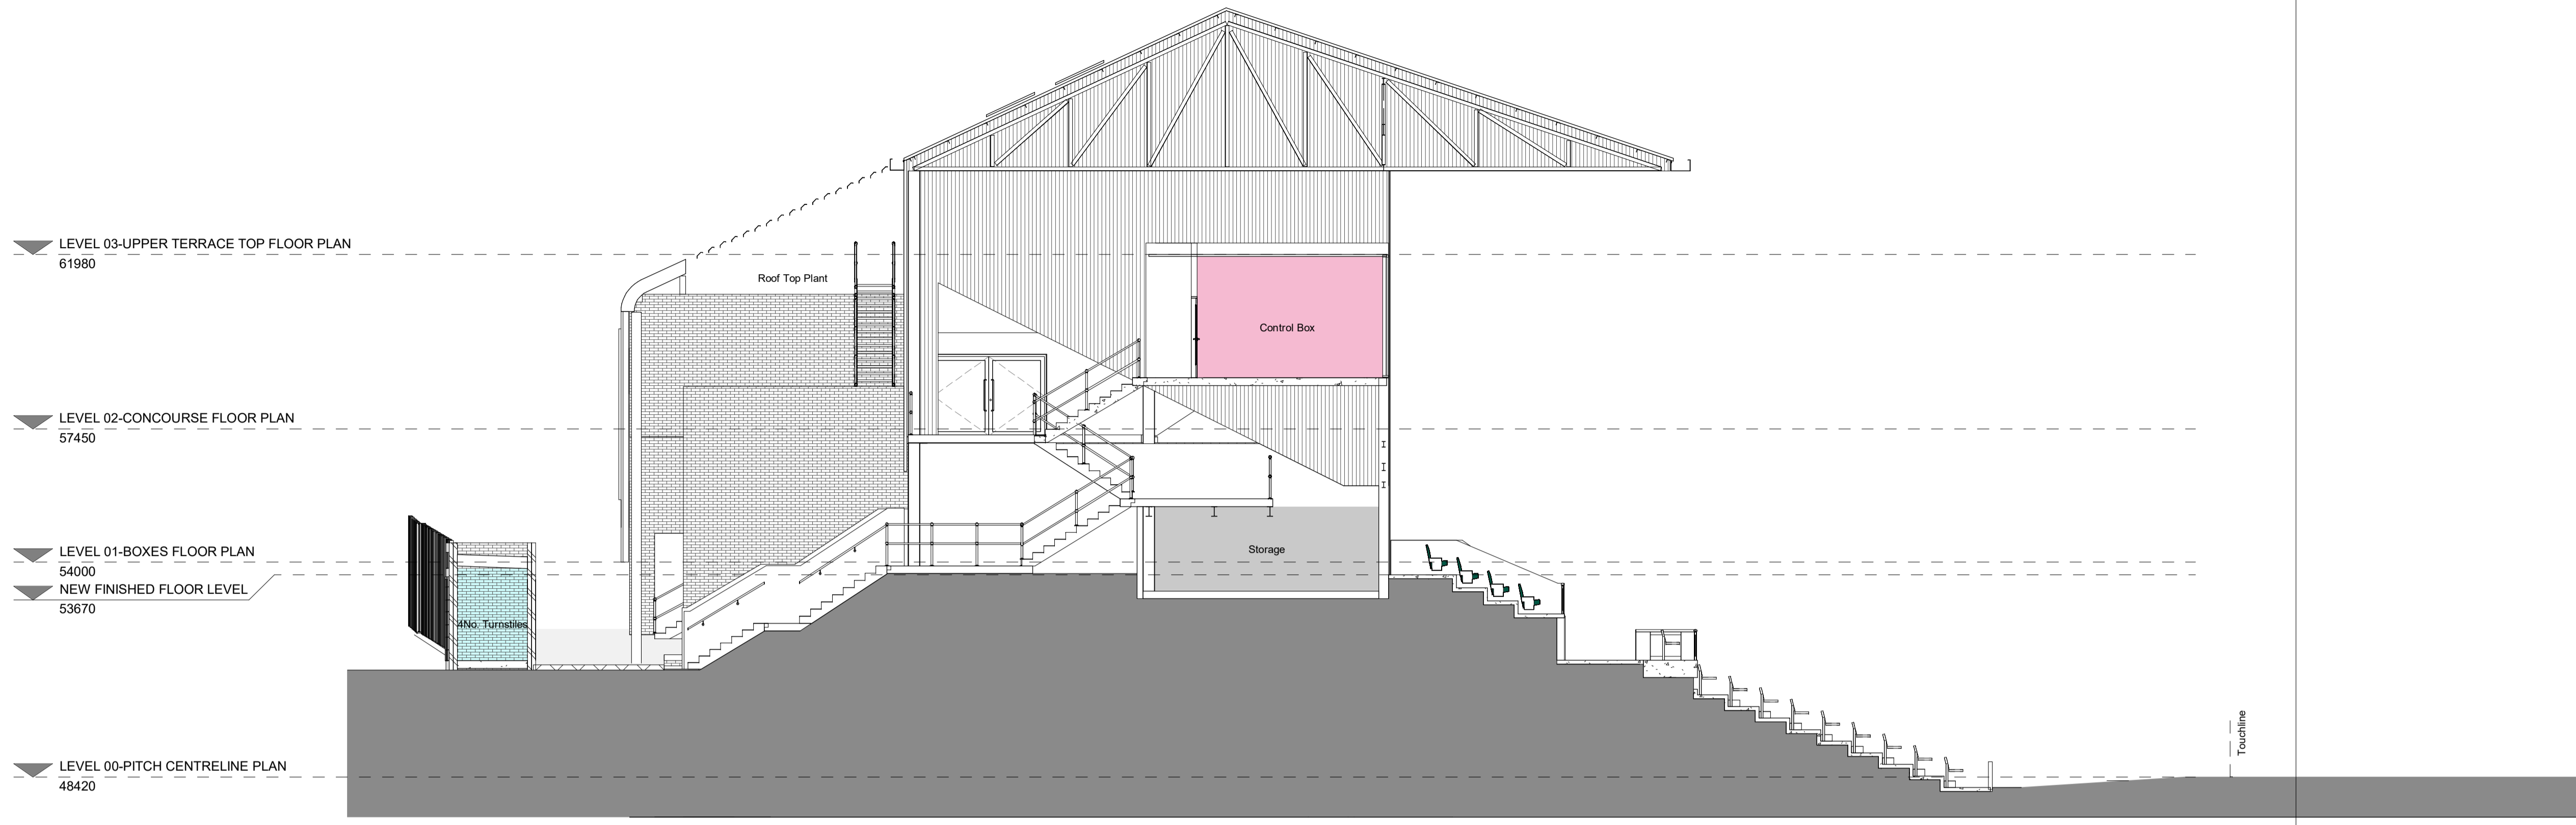 LEVEL 03-UPPER TERRACE TOP FLOOR PLAN
61980
Roof Top Plant
Control Box
LEVEL 02-CONCOURSE FLOOR PLAN
57450
LEVEL 01-BOXES FLOOR PLAN
54000
Storage
NEW FINISHED FLOOR LEVEL
53670
4No. Turnstiles
LEVEL 00-PITCH CENTRELINE PLAN
48420
Touchline